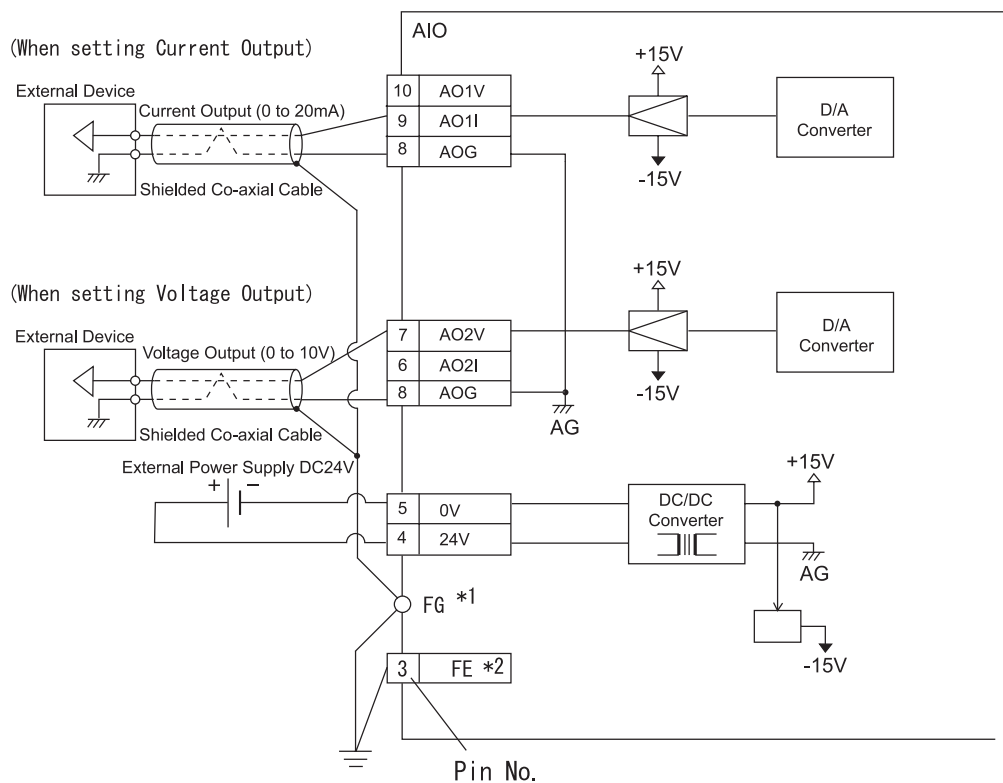 AIO
(When setting Current Output)
+15V
External Device
10 AO1V
Current Output (0 to 20mA)
9 AO1I
D/A
Converter
8 AOG
Shielded Co-axial Cable
-15V
(When setting Voltage Output)
+15V
External Device
7 AO2V
Voltage Output (0 to 10V)
6 AO2I
D/A
Converter
8 AOG
-15V
AG
Shielded Co-axial Cable
External Power Supply DC24V
+ −
+15V
5 0V
DC/DC
Converter
4 24V
AG
FG *1
-15V
3 FE *2
Pin No.